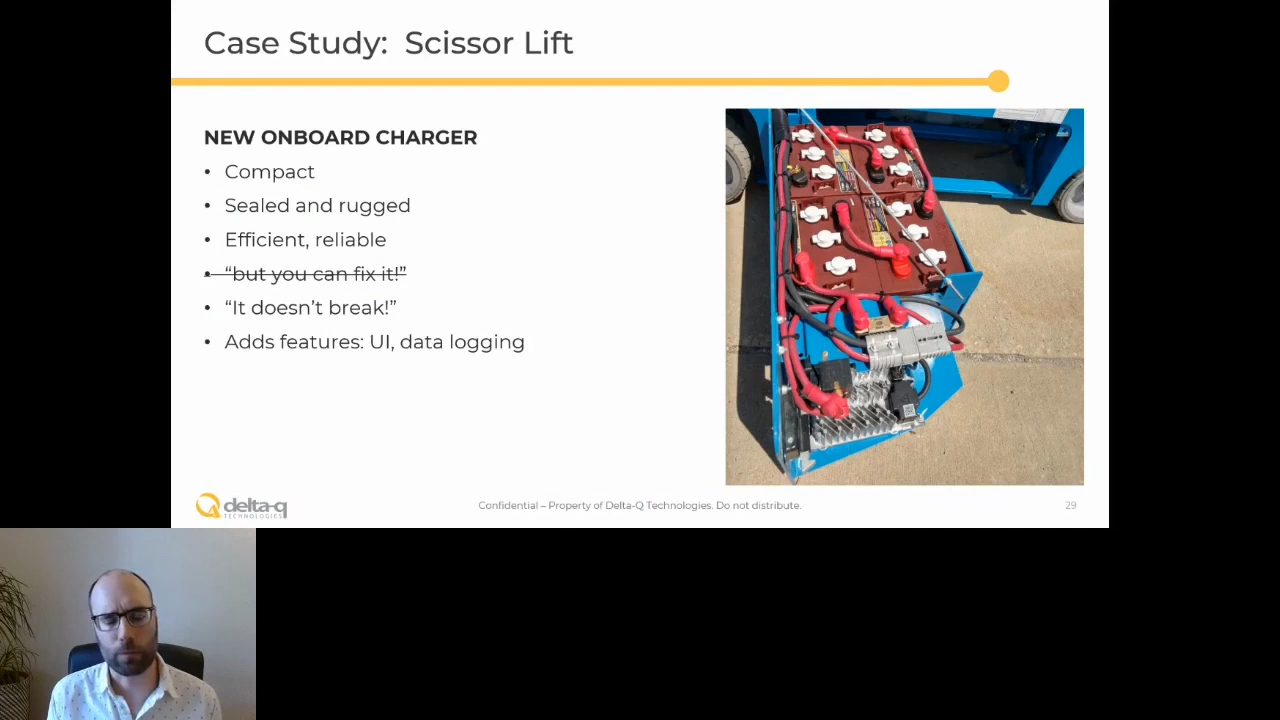 Case Study: Scissor Lift
NEW ONBOARD CHARGER
• Compact
• Sealed and rugged
• Efficient, reliable
• “but you can fix it!”
• “It doesn’t break!”
• Adds features: UI, data logging
delta-q
TECHNOLOGIES
Confidential – Property of Delta-Q Technologies. Do not distribute.
29